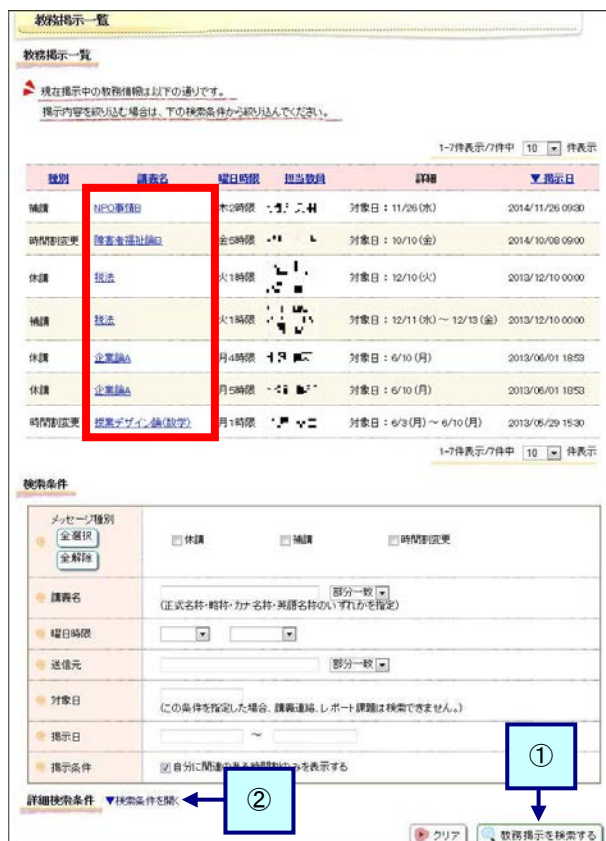 教務掲示一覧
教務掲示一覧
現在掲示中の教務情報は以下の通りです。
掲示内容を絞り込む場合は、下の検索条件から絞り込んでください。
1-7件表示/7件中 10 件表示
種別 講義名 曜日時限 担当教員 詳細 ▼掲示日
補講 NPO事情B 木2時限 対象日：11/26(水) 2014/11/26 09:30
時間割変更 障害者福祉論B 金5時限 対象日：10/10(金) 2014/10/08 09:00
休講 税法 火1時限 対象日：12/10(火) 2013/12/10 00:00
補講 税法 火1時限 対象日：12/11(水)～12/13(金) 2013/12/10 00:00
休講 企業論A 月4時限 対象日：6/10(月) 2013/06/01 18:53
休講 企業論A 月5時限 対象日：6/10(月) 2013/06/01 18:53
時間割変更 授業デザイン論(数学) 月1時限 対象日：6/3(月)～6/10(月) 2013/05/29 15:30
1-7件表示/7件中 10 件表示
検索条件
メッセージ種別
全選択
全解除
休講 補講 時間割変更
講義名 部分一致
(正式名称・略称・カナ名称・英語名称のいずれかを指定)
曜日時限
送信元 部分一致
対象日
(この条件を指定した場合、講義連絡、レポート課題は検索できません。)
掲示日 ～
掲示条件 自分に関連のある時間割のみを表示する
①
詳細検索条件 ▼検索条件を開く
②
クリア 教務掲示を検索する